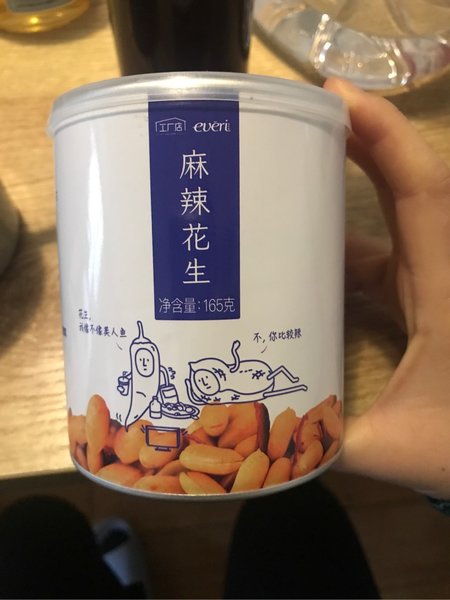 工厂店 everi
麻辣花生
净含量:165克
花生,
我像不像美人鱼
不,你比较辣